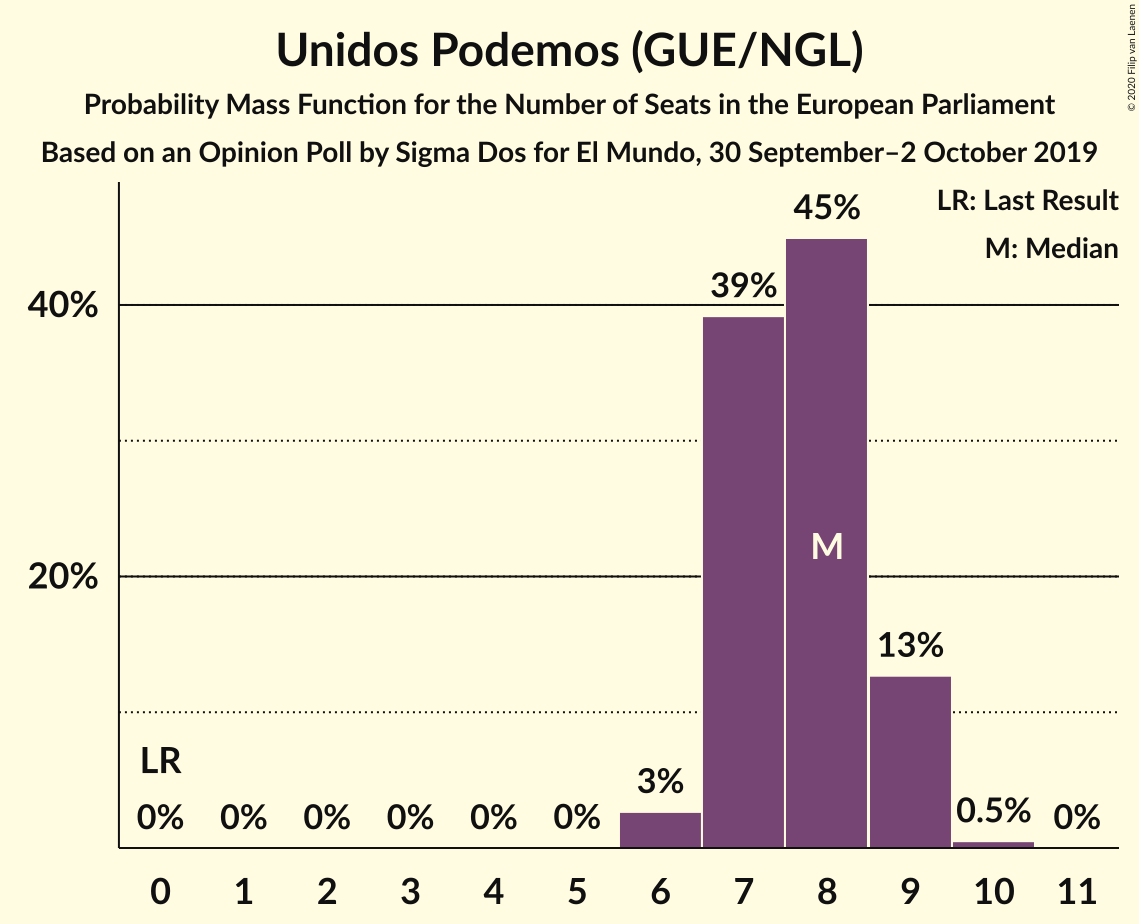 Unidos Podemos (GUE/NGL)
Probability Mass Function for the Number of Seats in the European Parliament
Based on an Opinion Poll by Sigma Dos for El Mundo, 30 September–2 October 2019
© 2020 Filip van Laenen
LR: Last Result
M: Median
45%
39%
40%
M
20%
13%
LR
3%
0% 0% 0% 0% 0% 0% 0.5% 0%
0 1 2 3 4 5 6 7 8 9 10 11